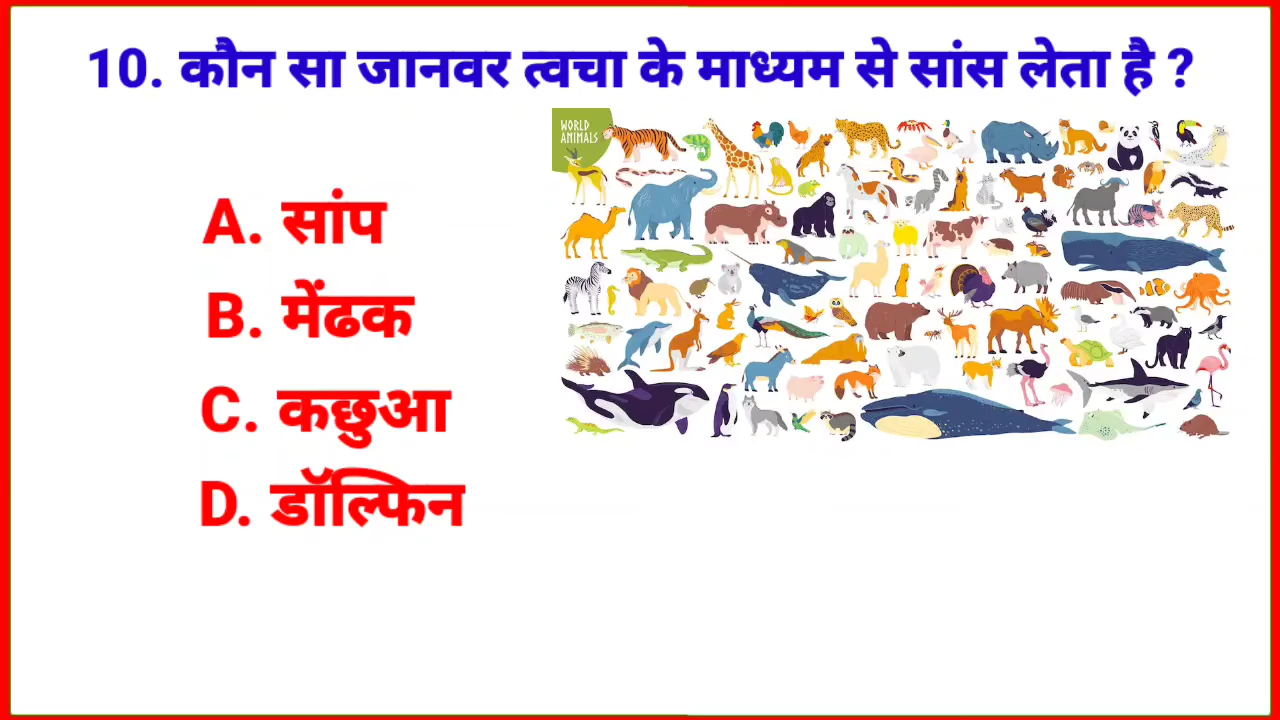 10. कौन सा जानवर त्वचा के माध्यम से सांस लेता है ?
WORLD
ANIMALS
A. सांप
B. मेंढक
C. कछुआ
D. डॉल्फिन